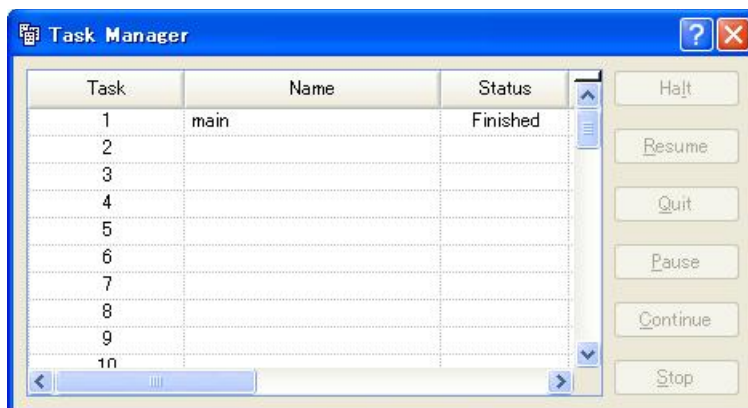 Task Manager
Task Name Status
1 main Finished
2
3
4
5
6
7
8
9
10
Halt
Resume
Quit
Pause
Continue
Stop